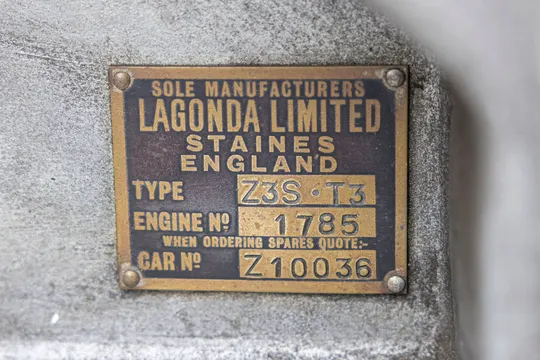 SOLE MANUFACTURERS
LAGONDA LIMITED
STAINES
ENGLAND
TYPE Z3S·T3
ENGINE Nº 1785
WHEN ORDERING SPARES QUOTE:-
CAR Nº Z10036